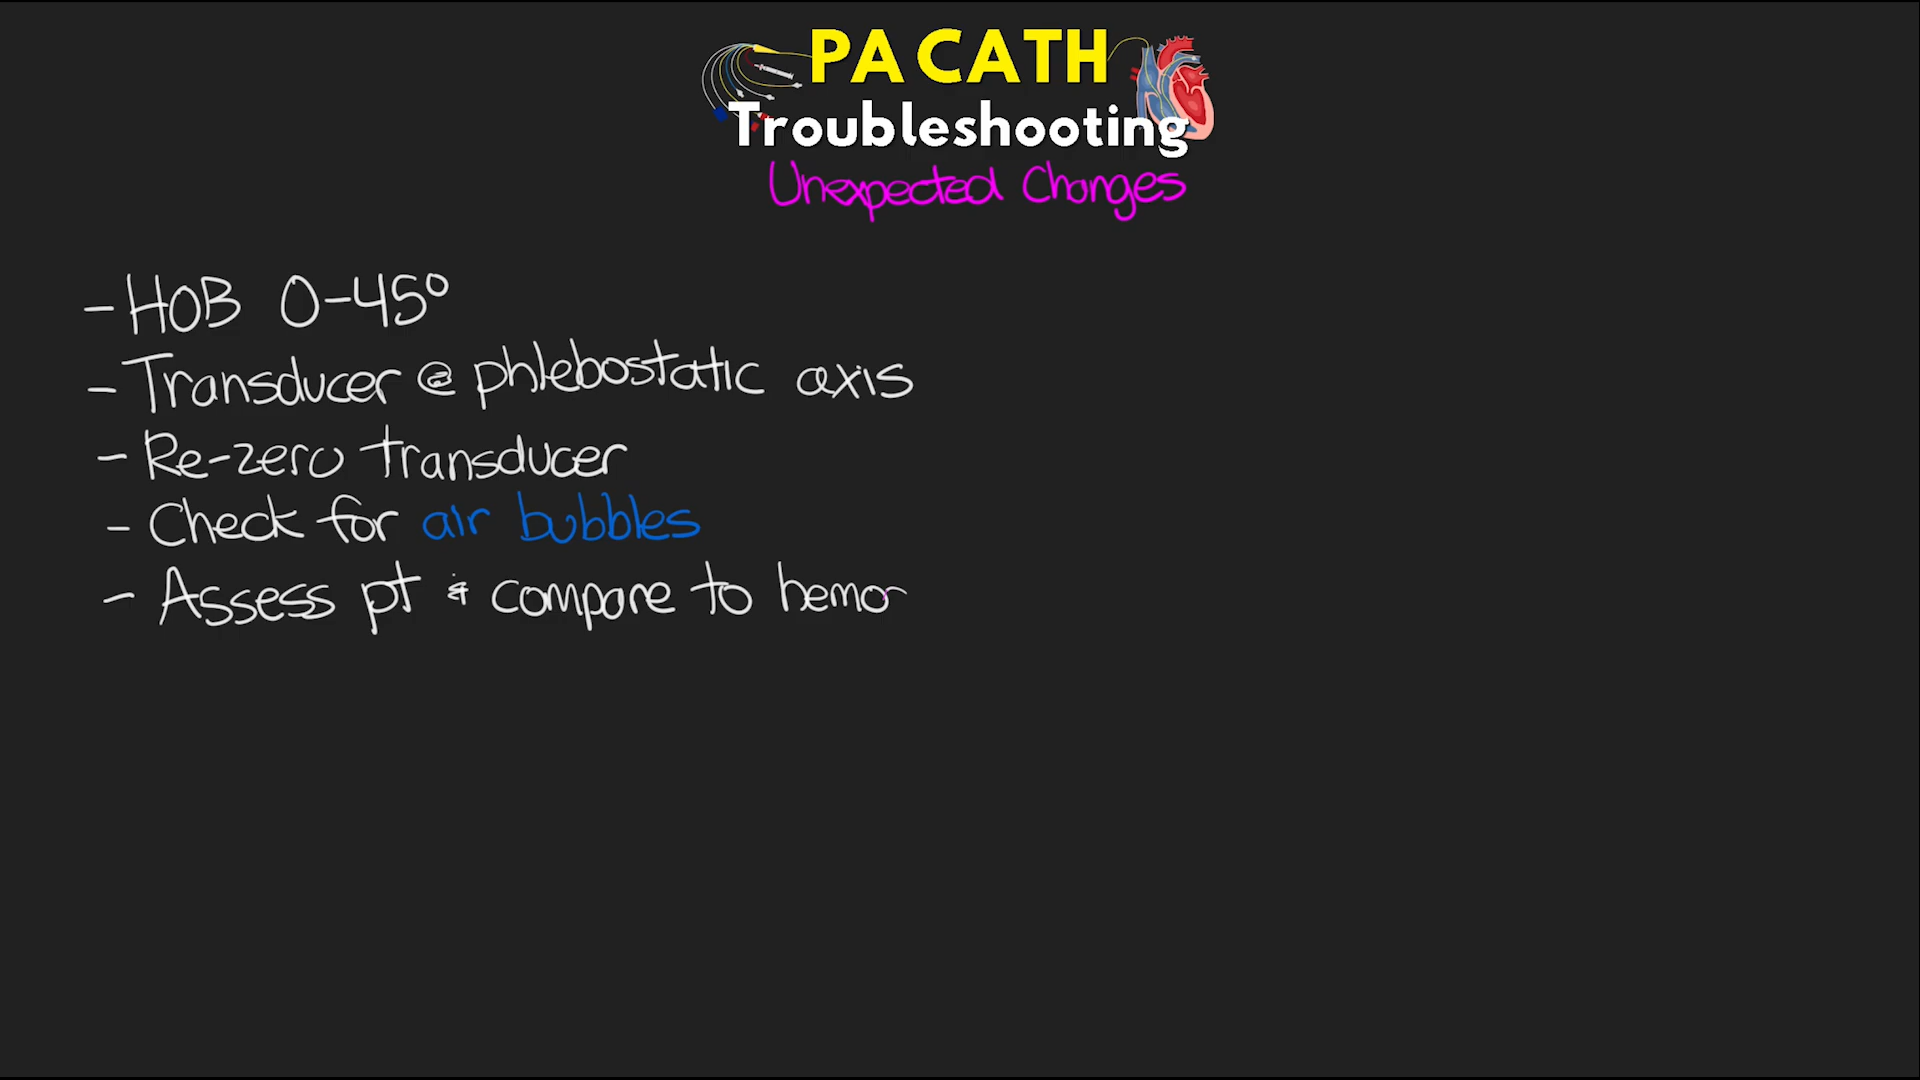 PA CATH
Troubleshooting
Unexpected Changes
- HOB 0-45°
- Transducer @ phlebostatic axis
- Re-zero transducer
- Check for air bubbles
- Assess pt & compare to hemo